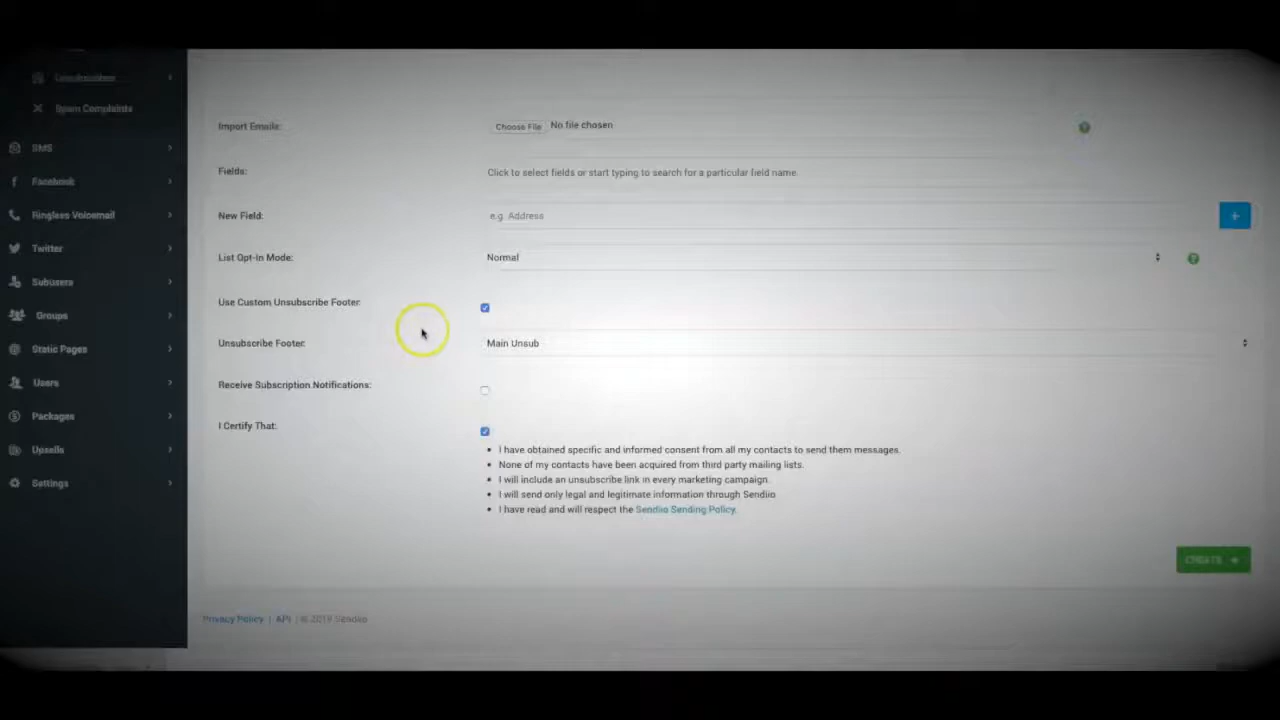 Spam Complaints
SMS
Facebook
Ringless Voicemail
Twitter
Subusers
Groups
Static Pages
Users
Packages
Upsells
Settings
Import Emails:
Choose File No file chosen
Fields:
Click to select fields or start typing to search for a particular field name.
New Field:
e.g. Address
+
List Opt-In Mode:
Normal
Use Custom Unsubscribe Footer:
Unsubscribe Footer:
Main Unsub
Receive Subscription Notifications:
I Certify That:
• I have obtained specific and informed consent from all my contacts to send them messages.
• None of my contacts have been acquired from third party mailing lists.
• I will include an unsubscribe link in every marketing campaign.
• I will send only legal and legitimate information through Sendiio
• I have read and will respect the Sendiio Sending Policy.
CREATE +
Privacy Policy | API | © 2019 Sendiio